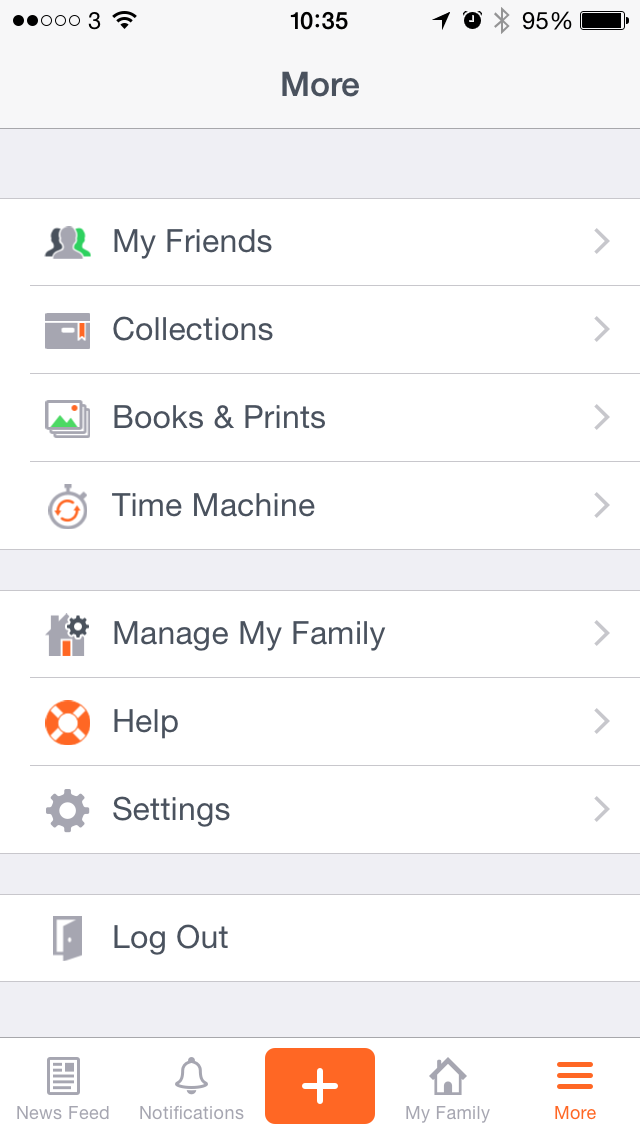 3 10:35 95%
More
My Friends
Collections
Books & Prints
Time Machine
Manage My Family
Help
Settings
Log Out
News Feed Notifications My Family More